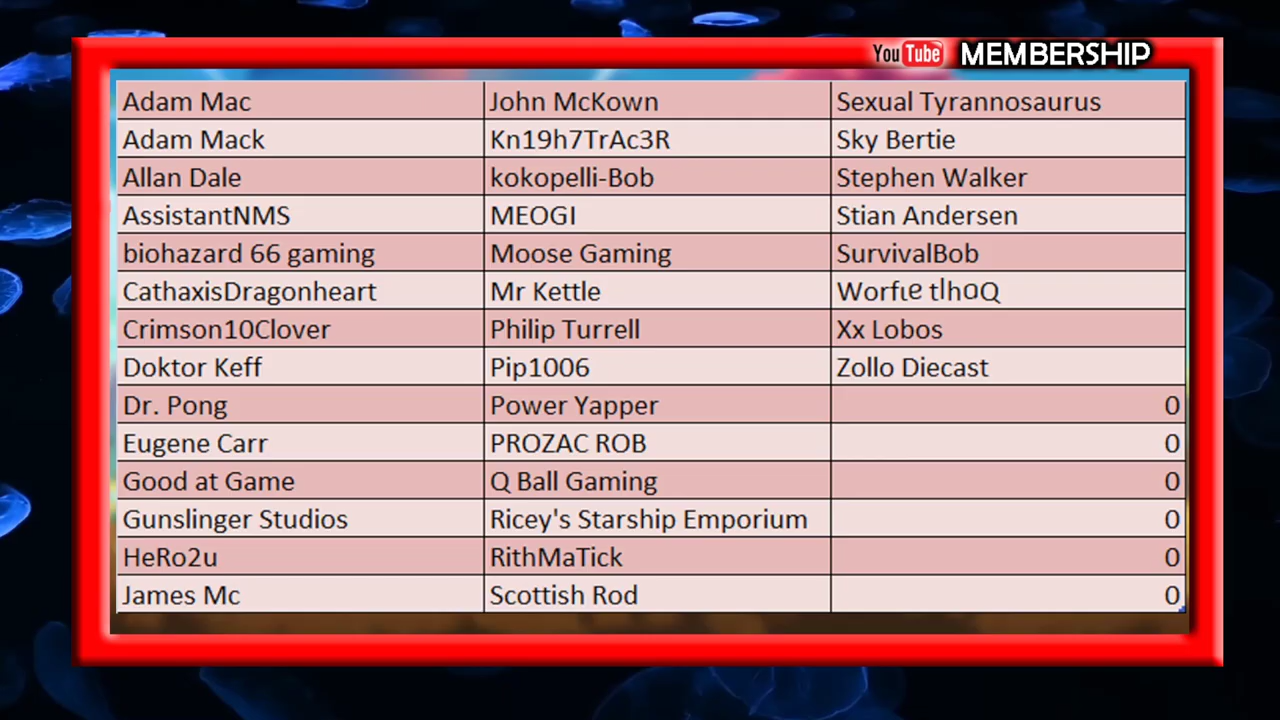 YouTube MEMBERSHIP
Adam Mac John McKown Sexual Tyrannosaurus
Adam Mack Kn19h7TrAc3R Sky Bertie
Allan Dale kokopelli-Bob Stephen Walker
AssistantNMS MEOGI Stian Andersen
biohazard 66 gaming Moose Gaming SurvivalBob
CathaxisDragonheart Mr Kettle Worfιҽ tlhσQ
Crimson10Clover Philip Turrell Xx Lobos
Doktor Keff Pip1006 Zollo Diecast
Dr. Pong Power Yapper 0
Eugene Carr PROZAC ROB 0
Good at Game Q Ball Gaming 0
Gunslinger Studios Ricey's Starship Emporium 0
HeRo2u RithMaTick 0
James Mc Scottish Rod 0